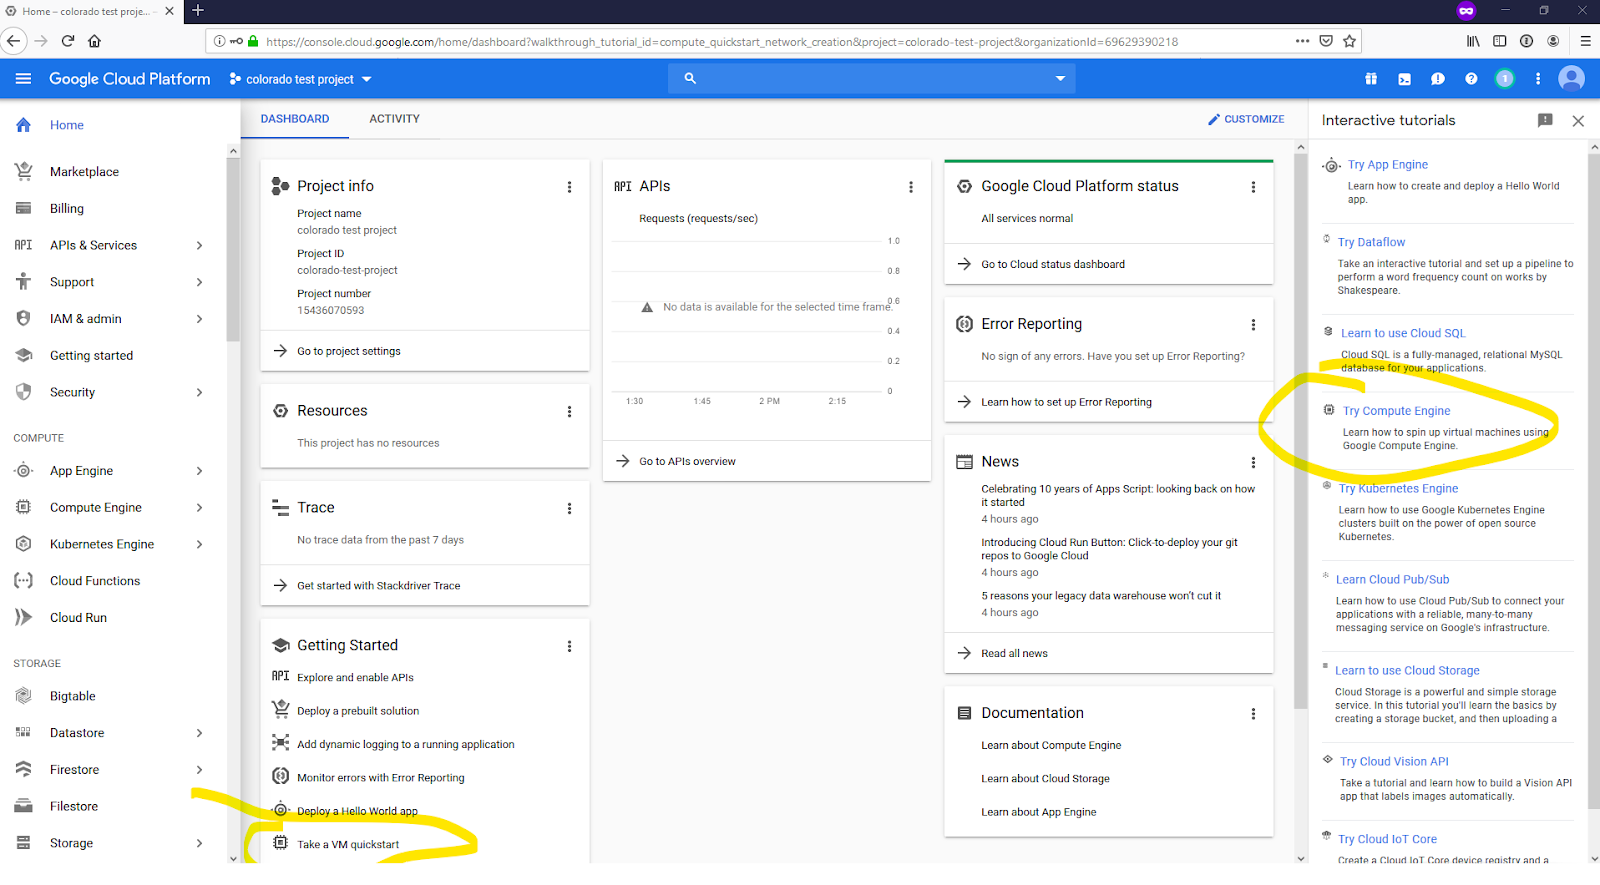 Home – colorado test proje...
https://console.cloud.google.com/home/dashboard?walkthrough_tutorial_id=compute_quickstart_network_creation&project=colorado-test-project&organizationId=69629390218
Google Cloud Platform
colorado test project
1
Home
Marketplace
Billing
API APIs & Services
Support
IAM & admin
Getting started
Security
COMPUTE
App Engine
Compute Engine
Kubernetes Engine
Cloud Functions
Cloud Run
STORAGE
Bigtable
Datastore
Firestore
Filestore
Storage
DASHBOARD
ACTIVITY
CUSTOMIZE
Project info
Project name
colorado test project
Project ID
colorado-test-project
Project number
15436070593
Go to project settings
Resources
This project has no resources
Trace
No trace data from the past 7 days
Get started with Stackdriver Trace
Getting Started
API Explore and enable APIs
Deploy a prebuilt solution
Add dynamic logging to a running application
Monitor errors with Error Reporting
Deploy a Hello World app
Take a VM quickstart
API APIs
Requests (requests/sec)
1.0
0.8
No data is available for the selected time frame.
0.6
0.4
0.2
0
1:30 1:45 2 PM 2:15
Go to APIs overview
Google Cloud Platform status
All services normal
Go to Cloud status dashboard
Error Reporting
No sign of any errors. Have you set up Error Reporting?
Learn how to set up Error Reporting
News
Celebrating 10 years of Apps Script: looking back on how
it started
4 hours ago
Introducing Cloud Run Button: Click-to-deploy your git
repos to Google Cloud
4 hours ago
5 reasons your legacy data warehouse won't cut it
4 hours ago
Read all news
Documentation
Learn about Compute Engine
Learn about Cloud Storage
Learn about App Engine
Interactive tutorials
Try App Engine
Learn how to create and deploy a Hello World
app.
Try Dataflow
Take an interactive tutorial and set up a pipeline to
perform a word frequency count on works by
Shakespeare.
Learn to use Cloud SQL
Cloud SQL is a fully-managed, relational MySQL
database for your applications.
Try Compute Engine
Learn how to spin up virtual machines using
Google Compute Engine.
Try Kubernetes Engine
Learn how to use Google Kubernetes Engine
clusters built on the power of open source
Kubernetes.
Learn Cloud Pub/Sub
Learn how to use Cloud Pub/Sub to connect your
applications with a reliable, many-to-many
messaging service on Google's infrastructure.
Learn to use Cloud Storage
Cloud Storage is a powerful and simple storage
service. In this tutorial you'll learn the basics by
creating a storage bucket, and then uploading a
Try Cloud Vision API
Take a tutorial and learn how to build a Vision API
app that labels images automatically.
Try Cloud IoT Core
Create a Cloud IoT Core device registry and a